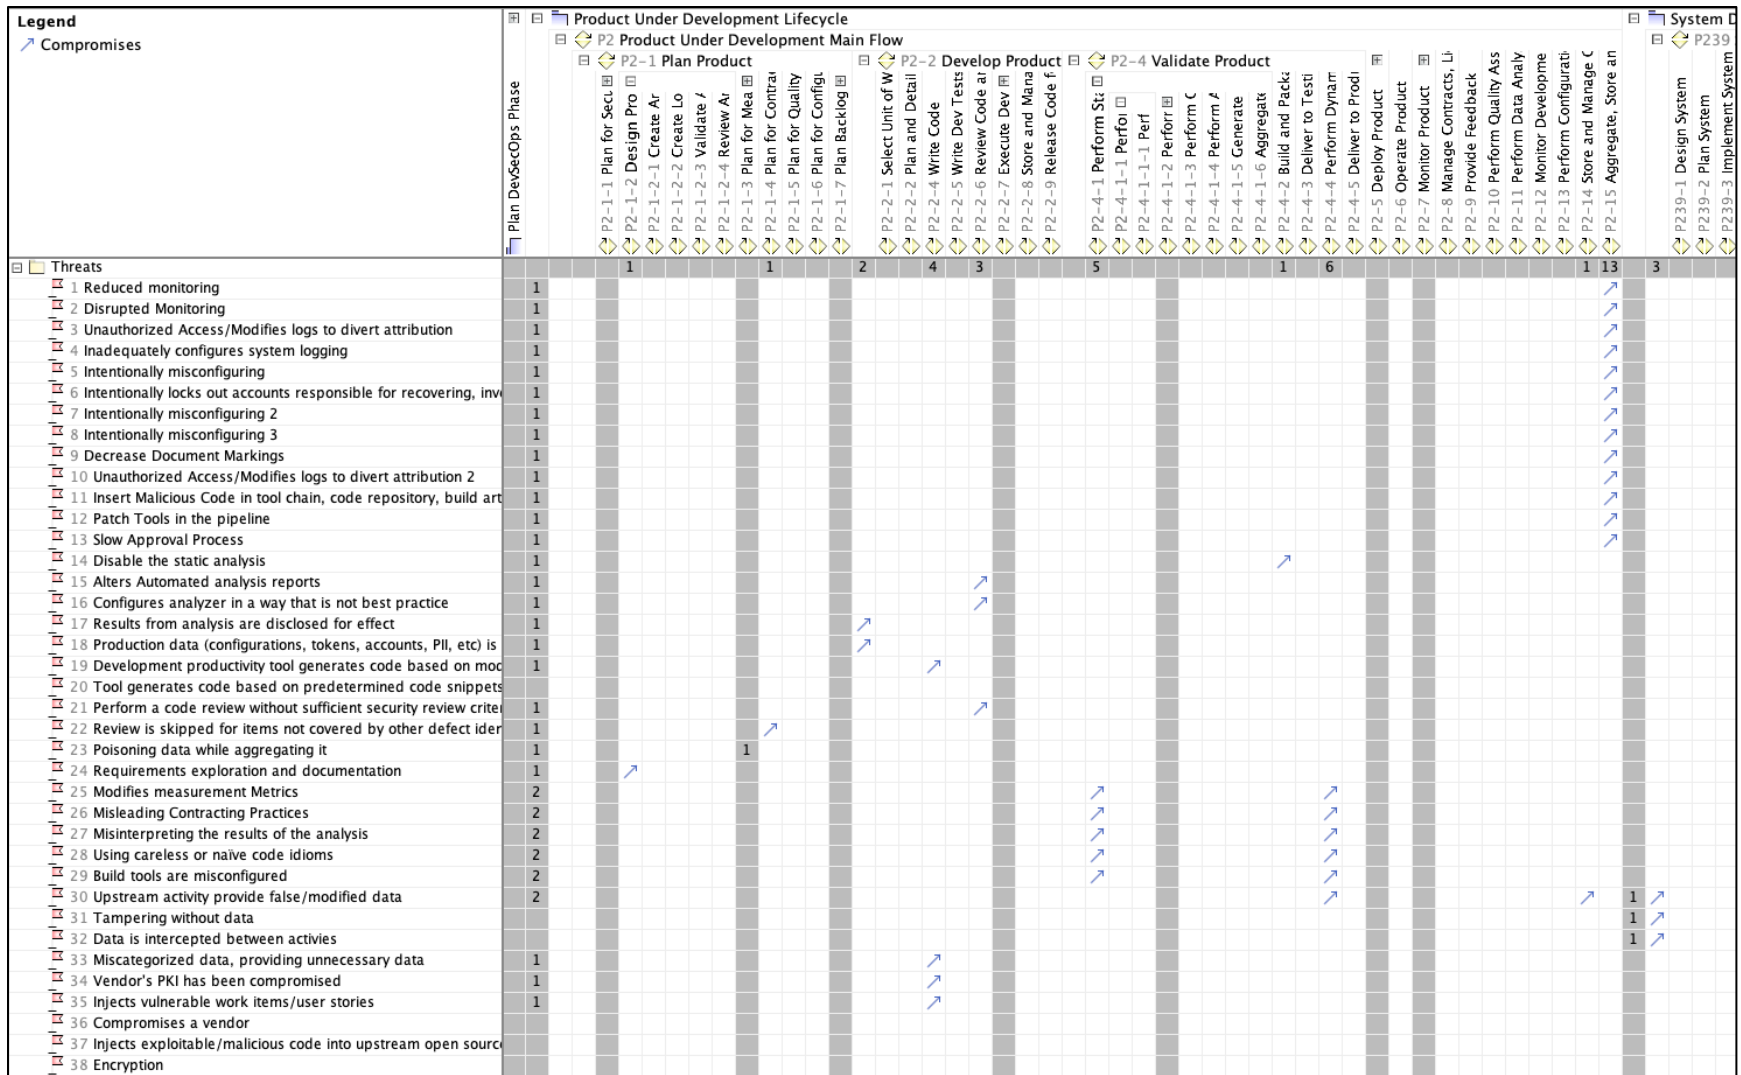 Legend
Compromises
Product Under Development Lifecycle
System D
P2 Product Under Development Main Flow
P239
P2-1 Plan Product
P2-2 Develop Product
P2-4 Validate Product
Plan DevSecOps Phase
P2-1-1 Plan for Secu
P2-1-2 Design Pro
P2-1-2-1 Create Ar
P2-1-2-2 Create Lo
P2-1-2-3 Validate A
P2-1-2-4 Review Ar
P2-1-3 Plan for Mea
P2-1-4 Plan for Contra
P2-1-5 Plan for Quality
P2-1-6 Plan for Configu
P2-1-7 Plan Backlog
P2-2-1 Select Unit of W
P2-2-2 Plan and Detail
P2-2-4 Write Code
P2-2-5 Write Dev Tests
P2-2-6 Review Code an
P2-2-7 Execute Dev
P2-2-8 Store and Mana
P2-2-9 Release Code f
P2-4-1 Perform Sta
P2-4-1-1 Perfor
P2-4-1-1-1 Perf
P2-4-1-2 Perforr
P2-4-1-3 Perform C
P2-4-1-4 Perform A
P2-4-1-5 Generate
P2-4-1-6 Aggregate
P2-4-2 Build and Packa
P2-4-3 Deliver to Testi
P2-4-4 Perform Dynam
P2-4-5 Deliver to Prodi
P2-5 Deploy Product
P2-6 Operate Product
P2-7 Monitor Product
P2-8 Manage Contracts, Li
P2-9 Provide Feedback
P2-10 Perform Quality Ass
P2-11 Perform Data Analy
P2-12 Monitor Developme
P2-13 Perform Configurati
P2-14 Store and Manage C
P2-15 Aggregate, Store an
P239-1 Design System
P239-2 Plan System
P239-3 Implement System
Threats 1 1 2 4 3 5 1 6 1 13 3
1 Reduced monitoring 1
2 Disrupted Monitoring 1
3 Unauthorized Access/Modifies logs to divert attribution 1
4 Inadequately configures system logging 1
5 Intentionally misconfiguring 1
6 Intentionally locks out accounts responsible for recovering, inv 1
7 Intentionally misconfiguring 2 1
8 Intentionally misconfiguring 3 1
9 Decrease Document Markings 1
10 Unauthorized Access/Modifies logs to divert attribution 2 1
11 Insert Malicious Code in tool chain, code repository, build art 1
12 Patch Tools in the pipeline 1
13 Slow Approval Process 1
14 Disable the static analysis 1
15 Alters Automated analysis reports 1
16 Configures analyzer in a way that is not best practice 1
17 Results from analysis are disclosed for effect 1
18 Production data (configurations, tokens, accounts, PII, etc) is 1
19 Development productivity tool generates code based on moc 1
20 Tool generates code based on predetermined code snippets
21 Perform a code review without sufficient security review criter 1
22 Review is skipped for items not covered by other defect iden 1
23 Poisoning data while aggregating it 1 1
24 Requirements exploration and documentation 1
25 Modifies measurement Metrics 2
26 Misleading Contracting Practices 2
27 Misinterpreting the results of the analysis 2
28 Using careless or naïve code idioms 2
29 Build tools are misconfigured 2
30 Upstream activity provide false/modified data 2 1
31 Tampering without data 1
32 Data is intercepted between activies 1
33 Miscategorized data, providing unnecessary data 1
34 Vendor's PKI has been compromised 1
35 Injects vulnerable work items/user stories 1
36 Compromises a vendor
37 Injects exploitable/malicious code into upstream open source
38 Encryption